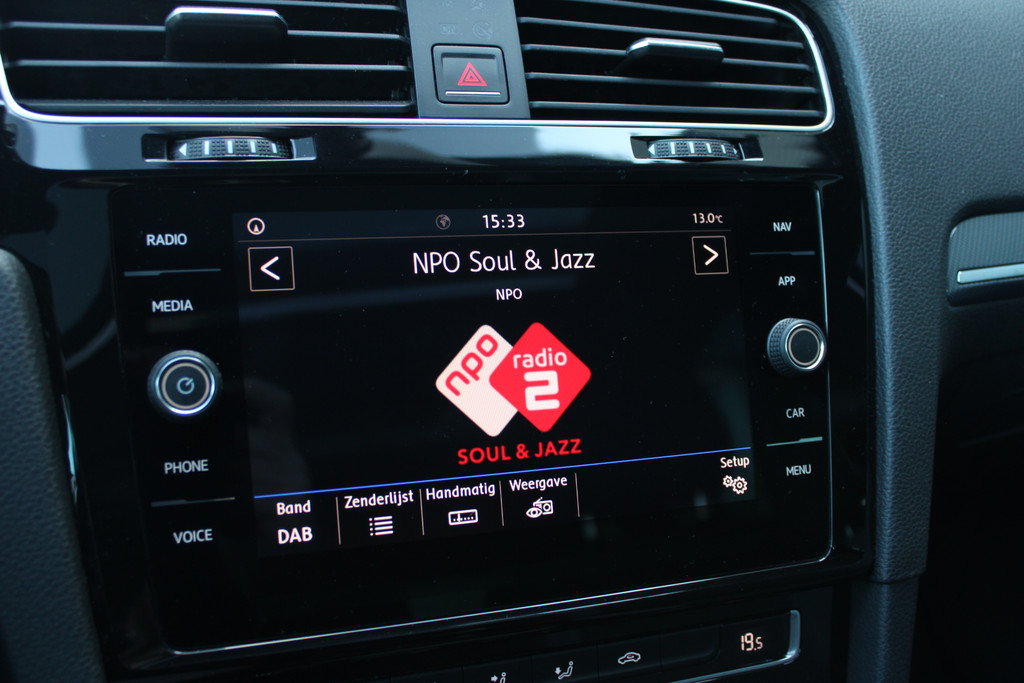 15:33
13.0°C
RADIO
MEDIA
PHONE
VOICE
<
NPO Soul & Jazz
>
NPO
npo
radio
2
SOUL & JAZZ
Band
DAB
Zenderlijst
Handmatig
Weergave
Setup
NAV
APP
CAR
MENU
19.5